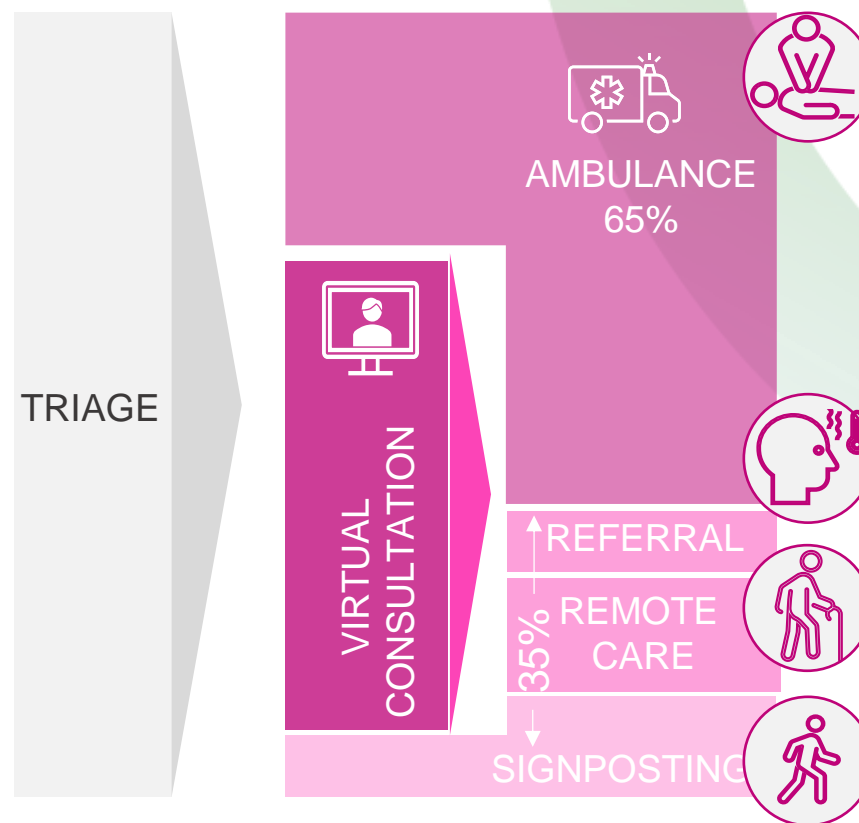 AMBULANCE
65%
TRIAGE
VIRTUAL
CONSULTATION
REFERRAL
35%
REMOTE
CARE
SIGNPOSTING